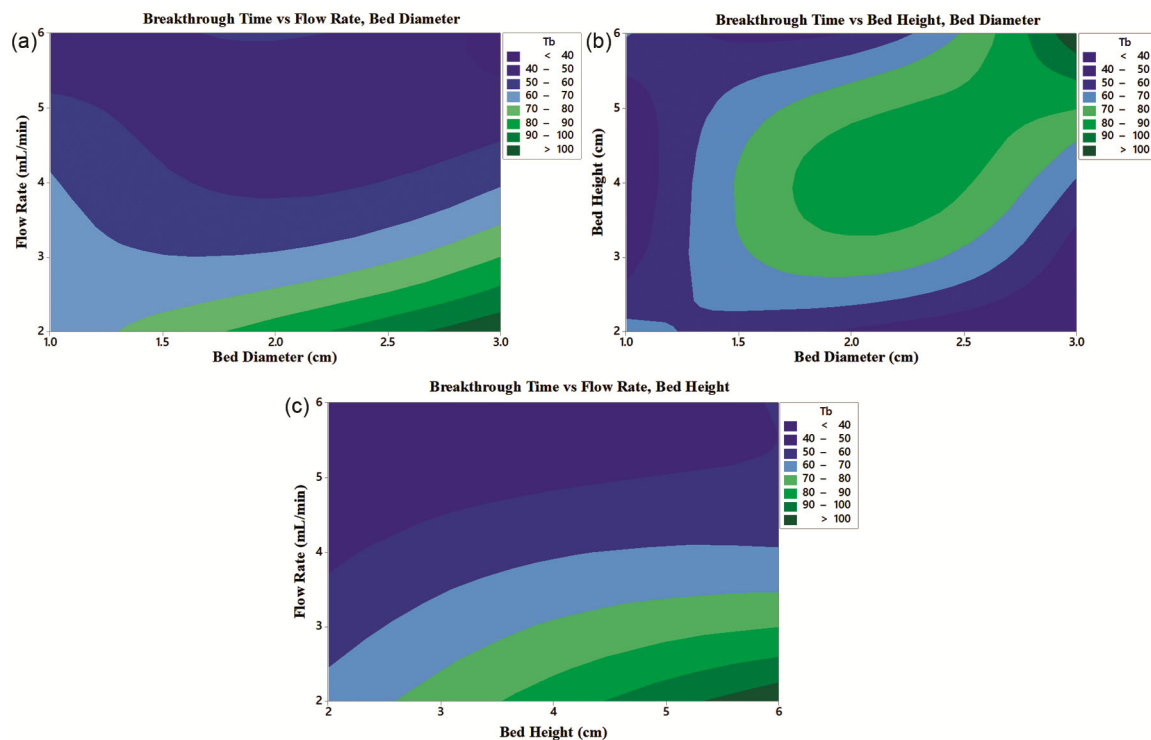 (a)
Breakthrough Time vs Flow Rate, Bed Diameter
Flow Rate (mL/min)
6
5
4
3
2
1.0 1.5 2.0 2.5 3.0
Bed Diameter (cm)
Tb
< 40
40 – 50
50 – 60
60 – 70
70 – 80
80 – 90
90 – 100
> 100
(b)
Breakthrough Time vs Bed Height, Bed Diameter
Bed Height (cm)
6
5
4
3
2
1.0 1.5 2.0 2.5 3.0
Bed Diameter (cm)
Tb
< 40
40 – 50
50 – 60
60 – 70
70 – 80
80 – 90
90 – 100
> 100
(c)
Breakthrough Time vs Flow Rate, Bed Height
Flow Rate (mL/min)
6
5
4
3
2
2 3 4 5 6
Bed Height (cm)
Tb
< 40
40 – 50
50 – 60
60 – 70
70 – 80
80 – 90
90 – 100
> 100